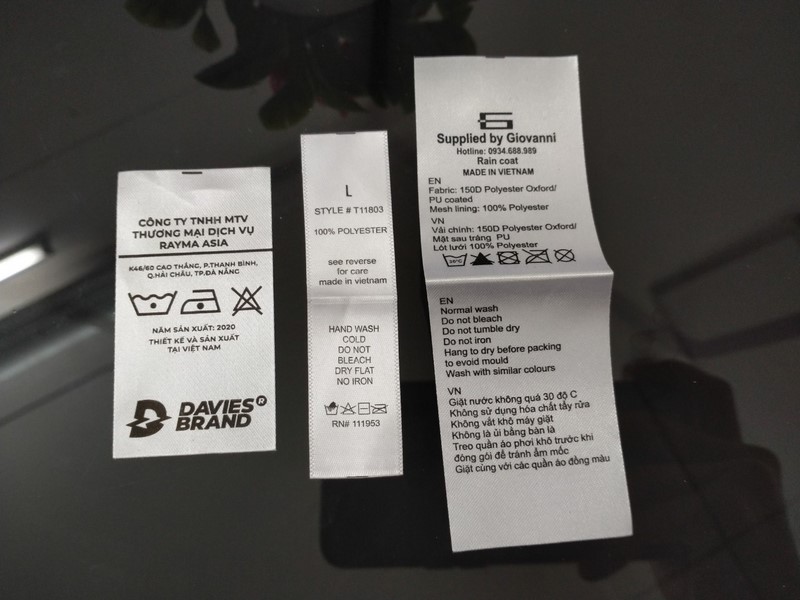 CÔNG TY TNHH MTV
THƯƠNG MẠI DỊCH VỤ
RAYMA ASIA
K46/60 CAO THẮNG, P.THANH BÌNH,
Q.HẢI CHÂU, TP.ĐÀ NẴNG
NĂM SẢN XUẤT: 2020
THIẾT KẾ VÀ SẢN XUẤT
TẠI VIỆT NAM
DAVIES®
BRAND
L
STYLE # T11803
100% POLYESTER
see reverse
for care
made in vietnam
HAND WASH
COLD
DO NOT
BLEACH
DRY FLAT
NO IRON
RN# 111953
Supplied by Giovanni
Hotline: 0934.688.989
Rain coat
MADE IN VIETNAM
EN
Fabric: 150D Polyester Oxford/
PU coated
Mesh lining: 100% Polyester
VN
Vải chính: 150D Polyester Oxford/
Mặt sau tráng PU
Lót lưới 100% Polyester
30°C
EN
Normal wash
Do not bleach
Do not tumble dry
Do not iron
Hang to dry before packing
to evoid mould
Wash with similar colours
VN
Giặt nước không quá 30 độ C
Không sử dụng hóa chất tẩy rửa
Không vắt khô máy giặt
Không là ủi bằng bàn là
Treo quần áo phơi khô trước khi
đóng gói để tránh ẩm mốc
Giặt cùng với các quần áo đồng màu